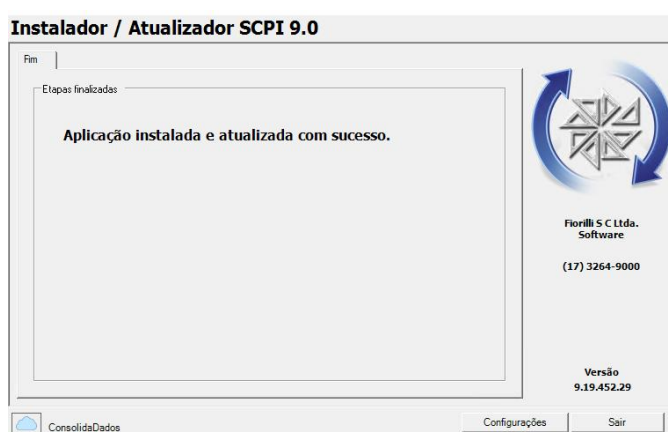 Instalador / Atualizador SCPI 9.0
Fim
Etapas finalizadas
Aplicação instalada e atualizada com sucesso.
Fiorilli S C Ltda.
Software
(17) 3264-9000
Versão
9.19.452.29
ConsolidaDados
Configurações
Sair